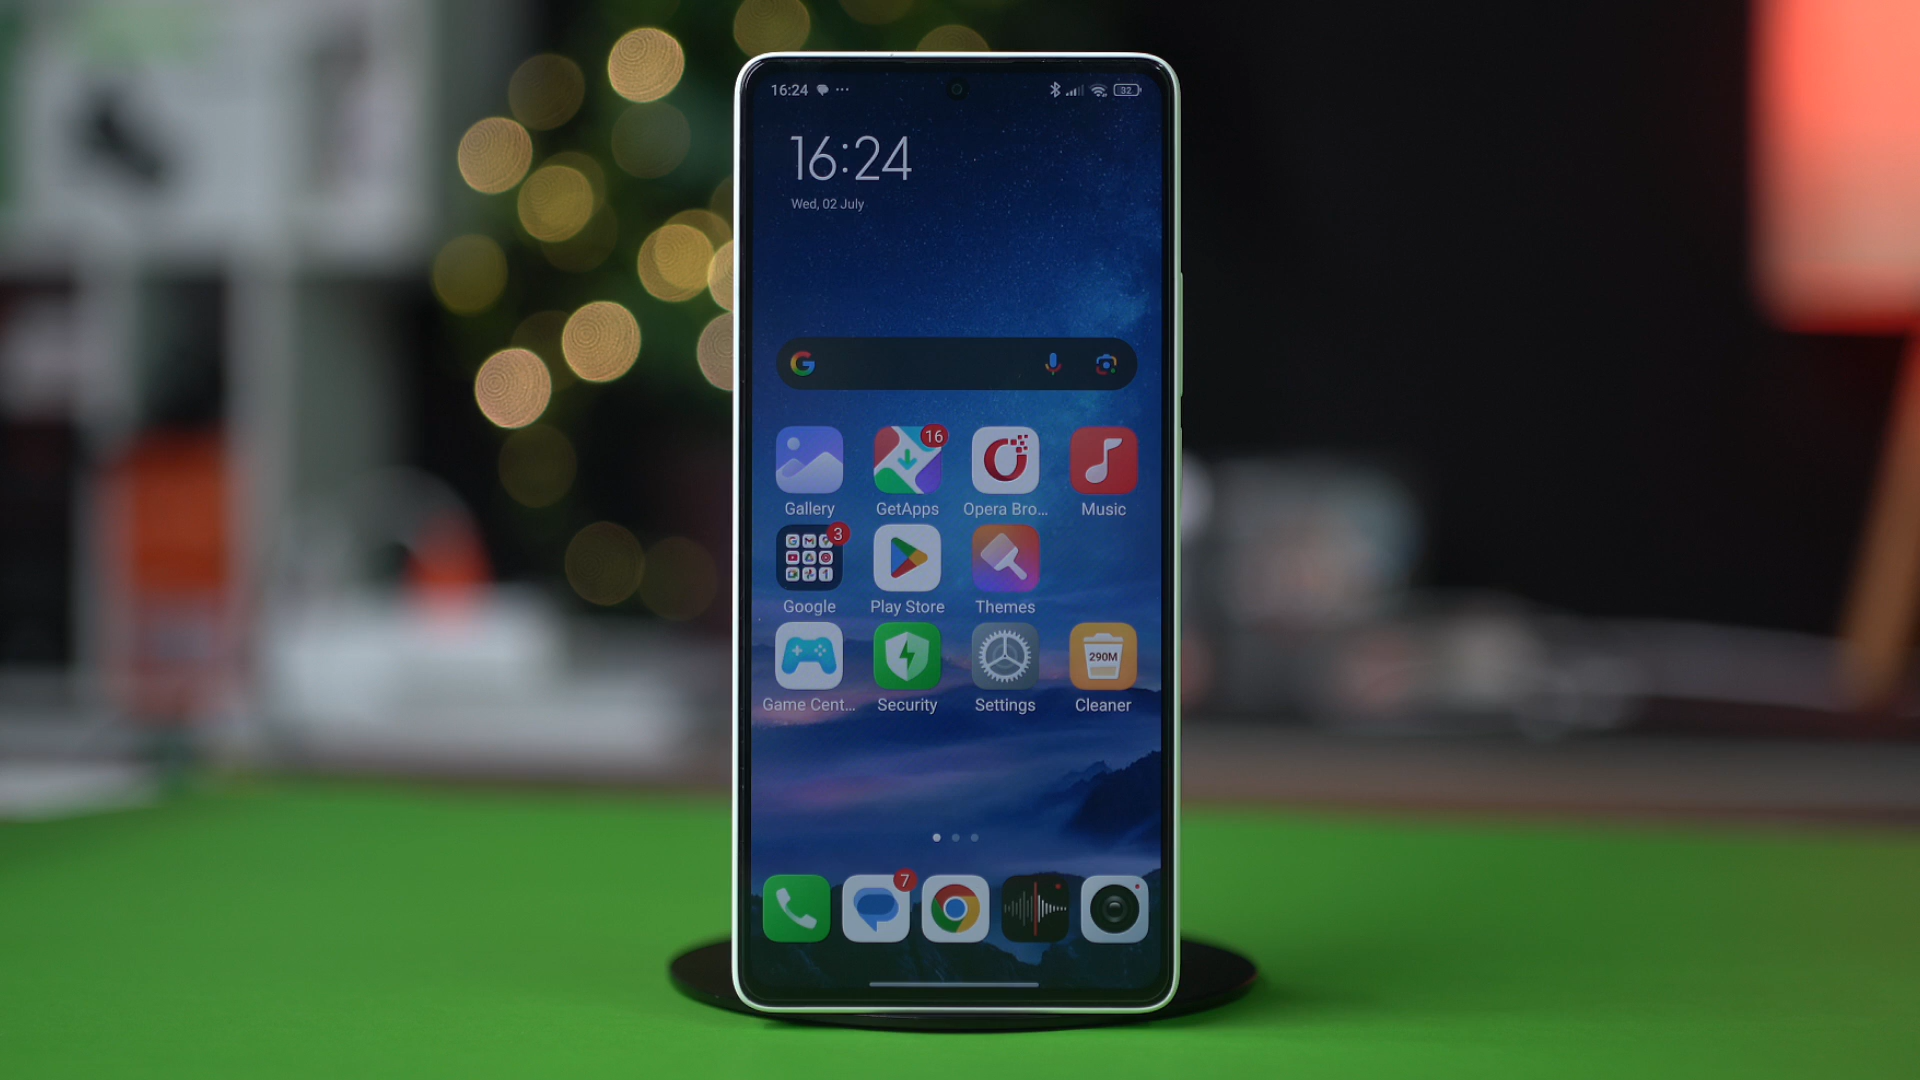 16:24 32
16:24
Wed, 02 July
16
Gallery GetApps Opera Bro... Music
3
Google Play Store Themes
290M
Game Cent... Security Settings Cleaner
7